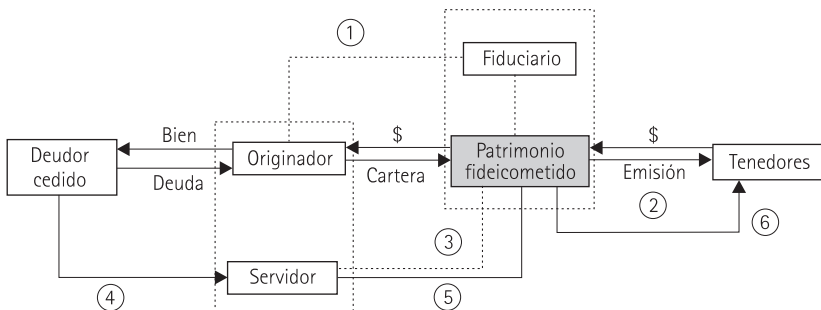 1
Fiduciario
Bien
Deudor
cedido
Deuda
Originador
$
Cartera
Patrimonio
fideicometido
$
Emisión
Tenedores
2
6
3
Servidor
4
5